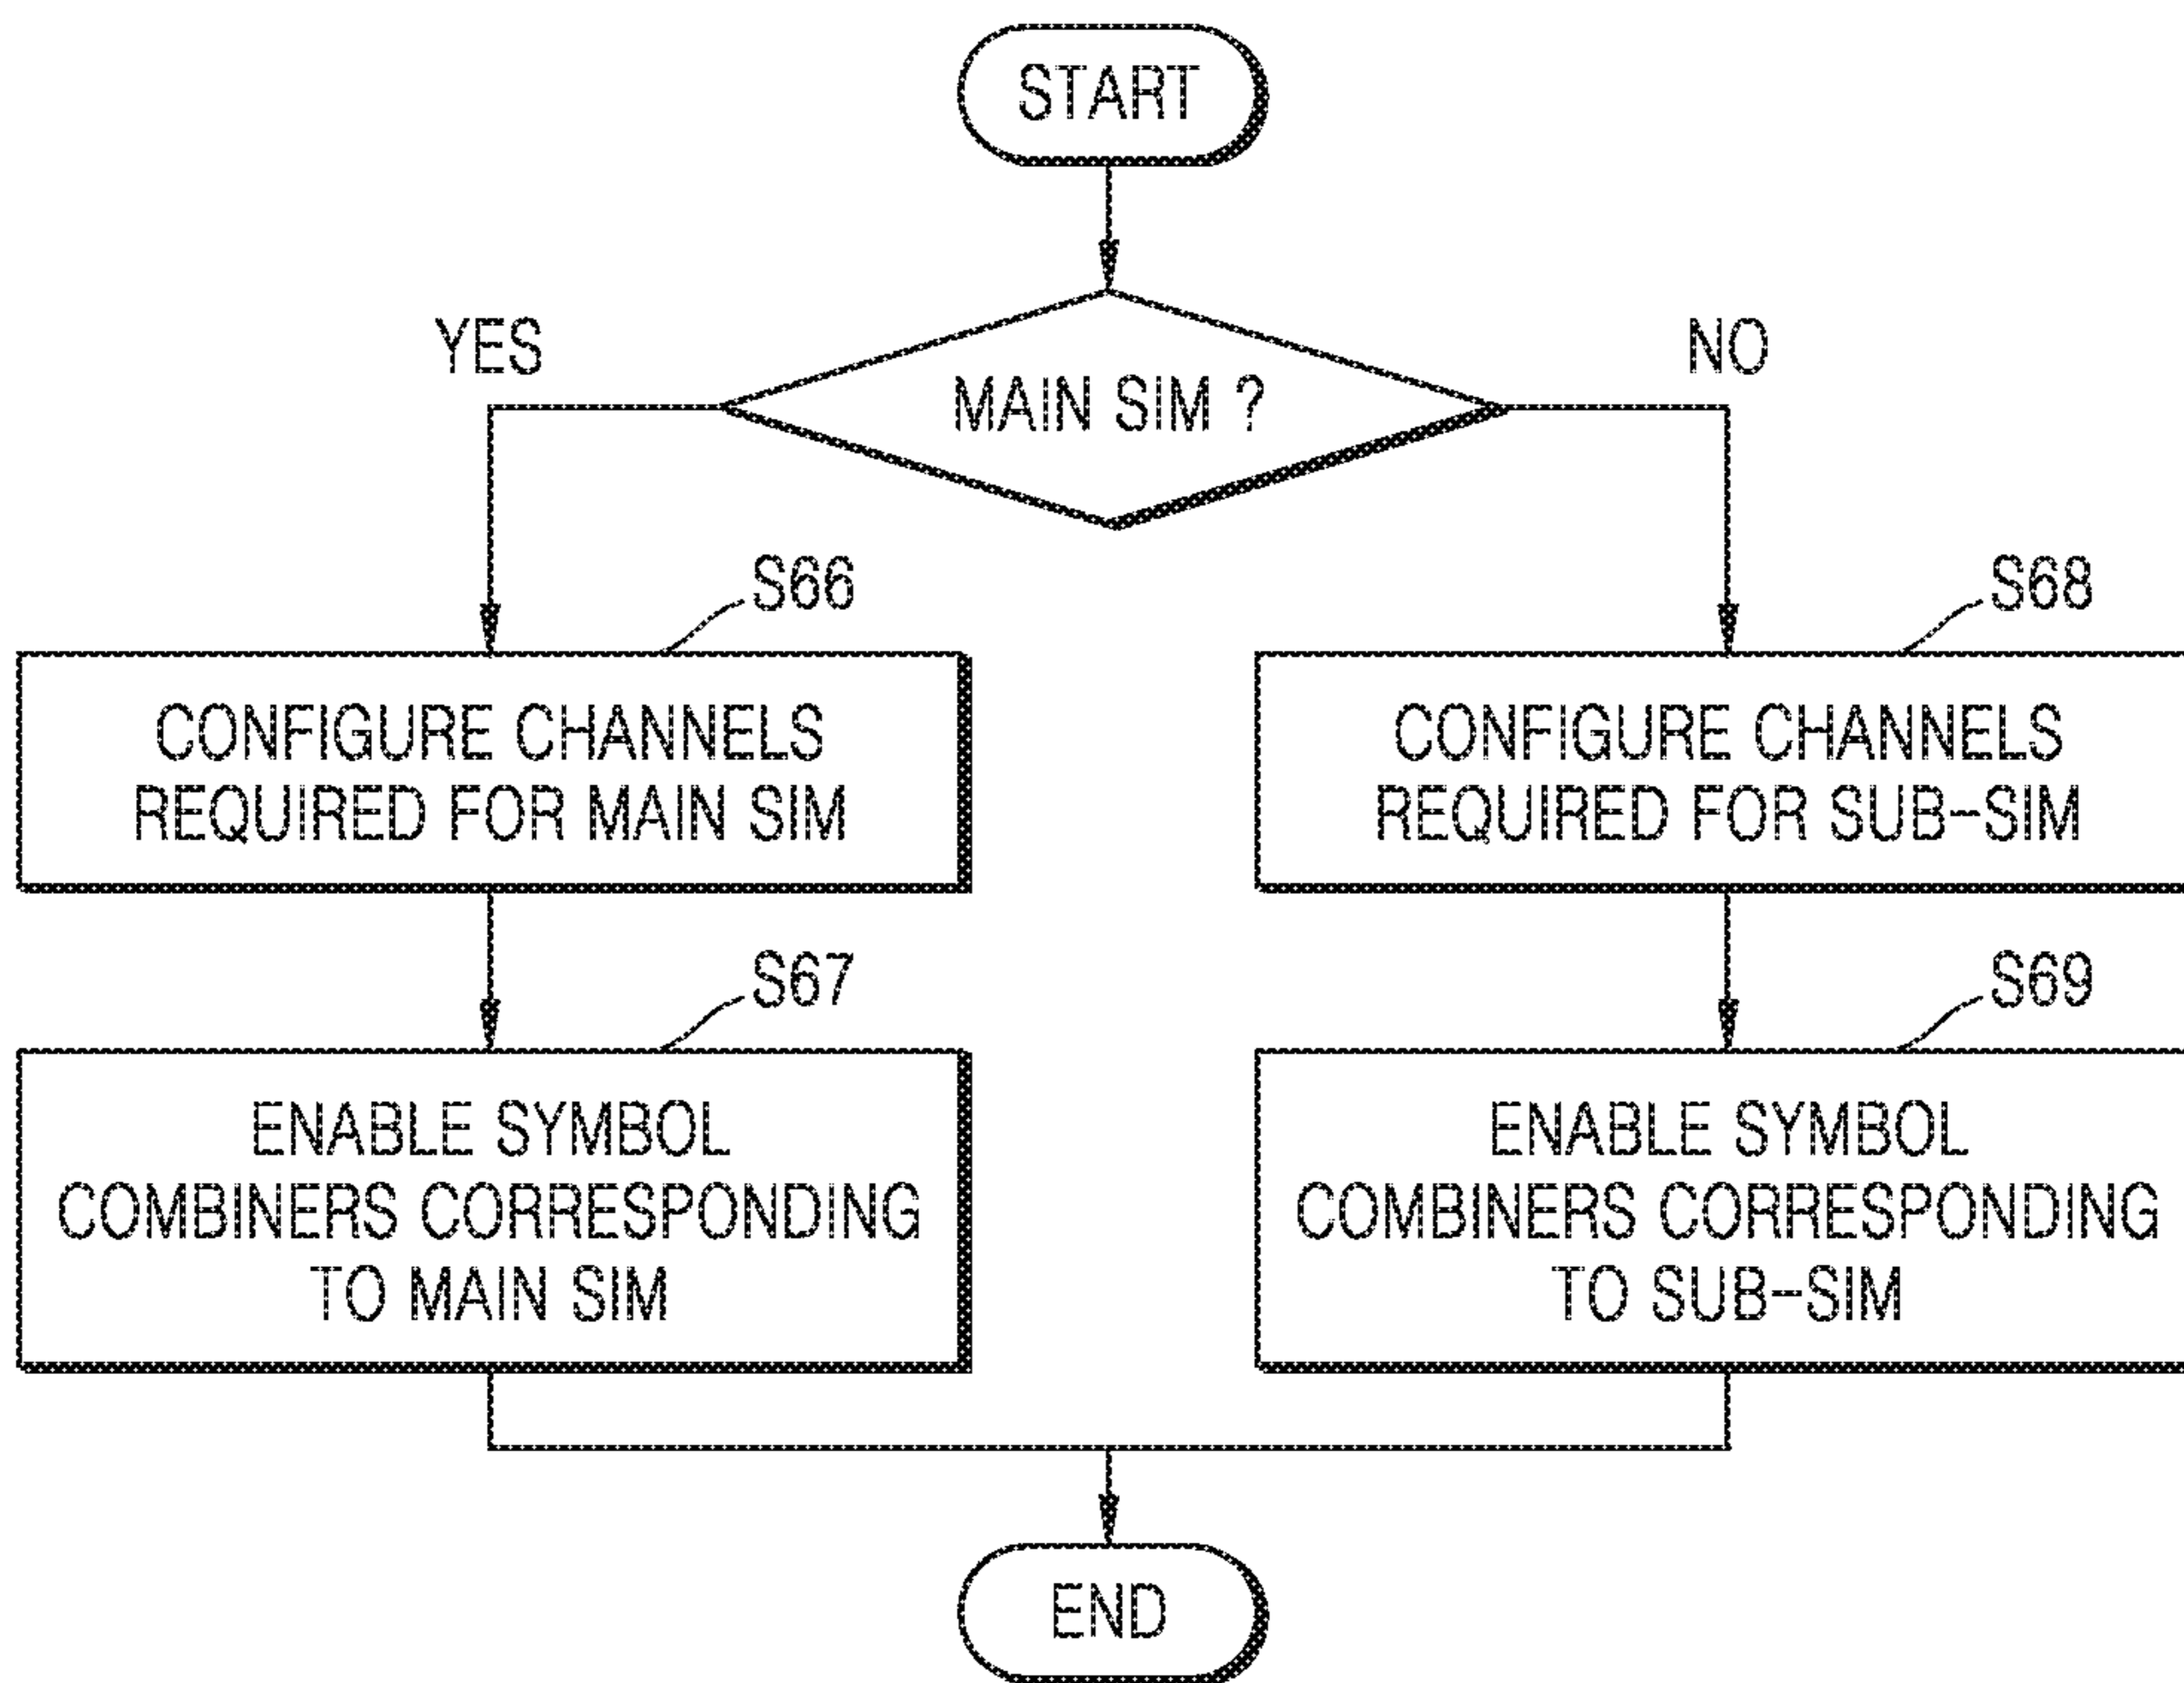 START
YES
NO
MAIN SIM ?
S66
S68
CONFIGURE CHANNELS
REQUIRED FOR MAIN SIM
CONFIGURE CHANNELS
REQUIRED FOR SUB-SIM
S67
S69
ENABLE SYMBOL
COMBINERS CORRESPONDING
TO MAIN SIM
ENABLE SYMBOL
COMBINERS CORRESPONDING
TO SUB-SIM
END